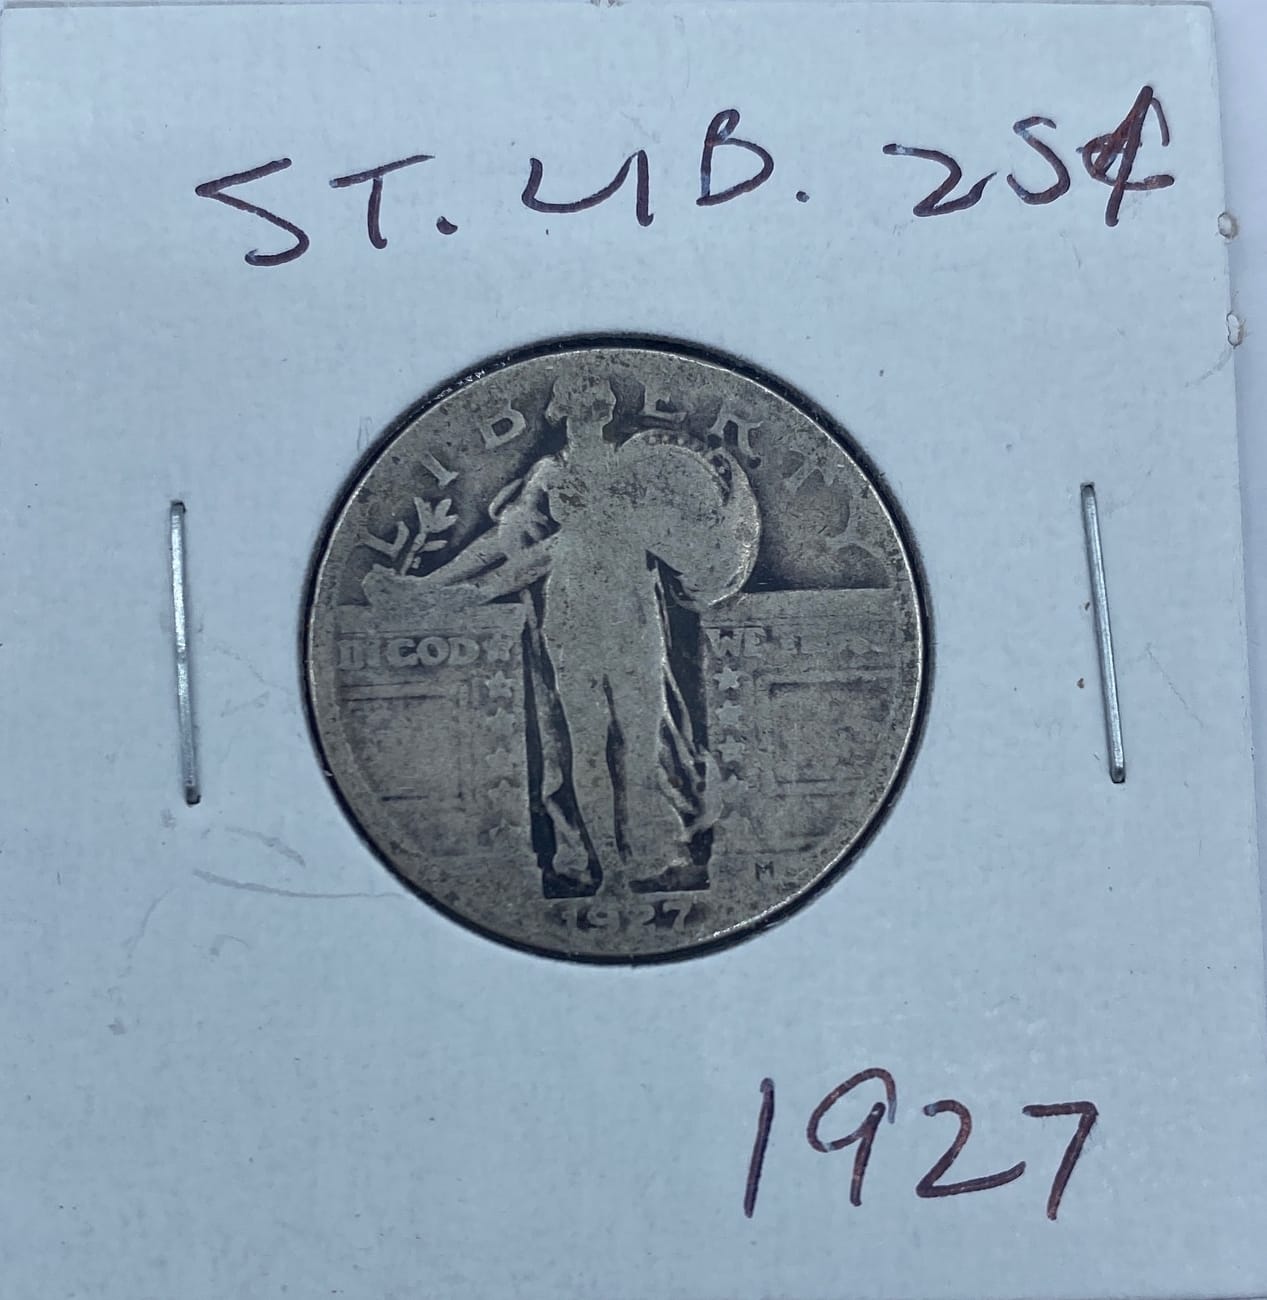 ST. LIB. 25¢
LIBERTY
IN GOD WE
M
1927
1927